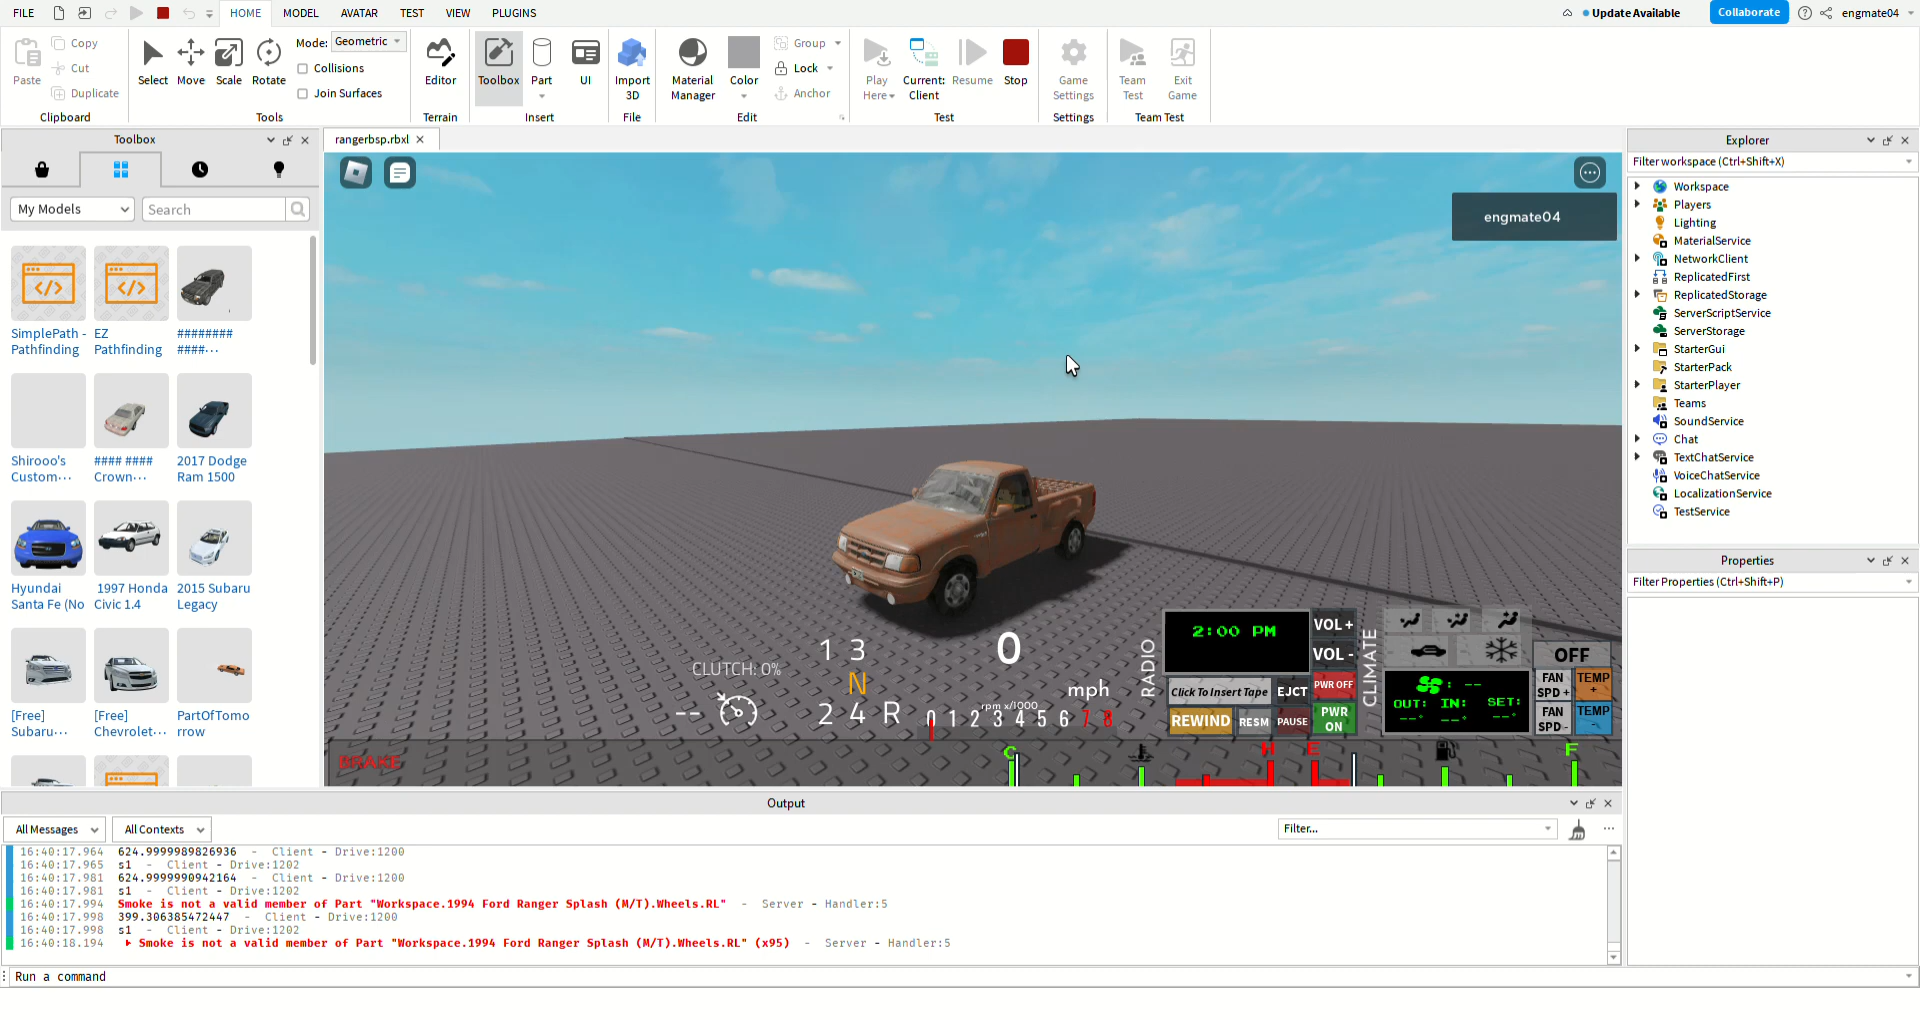 FILE HOME MODEL AVATAR TEST VIEW PLUGINS Update Available Collaborate engmate04
Paste Copy Cut Duplicate
Clipboard
Select Move Scale Rotate Mode: Geometric
Collisions
Join Surfaces
Tools
Editor
Terrain
Toolbox Part UI
Insert
Import 3D
File
Material Manager Color Group Lock Anchor
Edit
Play Here Current: Client Resume Stop
Test
Game Settings
Settings
Team Test Exit Game
Team Test
Toolbox
My Models Search
SimplePath - Pathfinding
EZ Pathfinding
######## ####...
Shirooo's Custom...
#### #### Crown...
2017 Dodge Ram 1500
Hyundai Santa Fe (No
1997 Honda Civic 1.4
2015 Subaru Legacy
[Free] Subaru...
[Free] Chevrolet...
PartOfTomo rrow
rangerbsp.rbxl
engmate04
CLUTCH: 0%
1 3
N
2 4 R
--
0
mph
rpm x/1000
0 1 2 3 4 5 6 7 8
RADIO
2:00 PM
VOL +
VOL -
Click To Insert Tape EJCT PWR OFF
REWIND RESM PAUSE PWR ON
CLIMATE
OFF
: --
OUT: IN: SET:
--° --° --°
FAN SPD + TEMP +
FAN SPD - TEMP -
BRAKE
C H E F
Explorer
Filter workspace (Ctrl+Shift+X)
Workspace
Players
Lighting
MaterialService
NetworkClient
ReplicatedFirst
ReplicatedStorage
ServerScriptService
ServerStorage
StarterGui
StarterPack
StarterPlayer
Teams
SoundService
Chat
TextChatService
VoiceChatService
LocalizationService
TestService
Properties
Filter Properties (Ctrl+Shift+P)
Output
All Messages All Contexts Filter...
16:40:17.964 624.9999989826936 - Client - Drive:1200
16:40:17.965 s1 - Client - Drive:1202
16:40:17.981 624.9999990942164 - Client - Drive:1200
16:40:17.981 s1 - Client - Drive:1202
16:40:17.994 Smoke is not a valid member of Part "Workspace.1994 Ford Ranger Splash (M/T).Wheels.RL" - Server - Handler:5
16:40:17.998 399.306385472447 - Client - Drive:1200
16:40:17.998 s1 - Client - Drive:1202
16:40:18.194 Smoke is not a valid member of Part "Workspace.1994 Ford Ranger Splash (M/T).Wheels.RL" (x95) - Server - Handler:5
Run a command